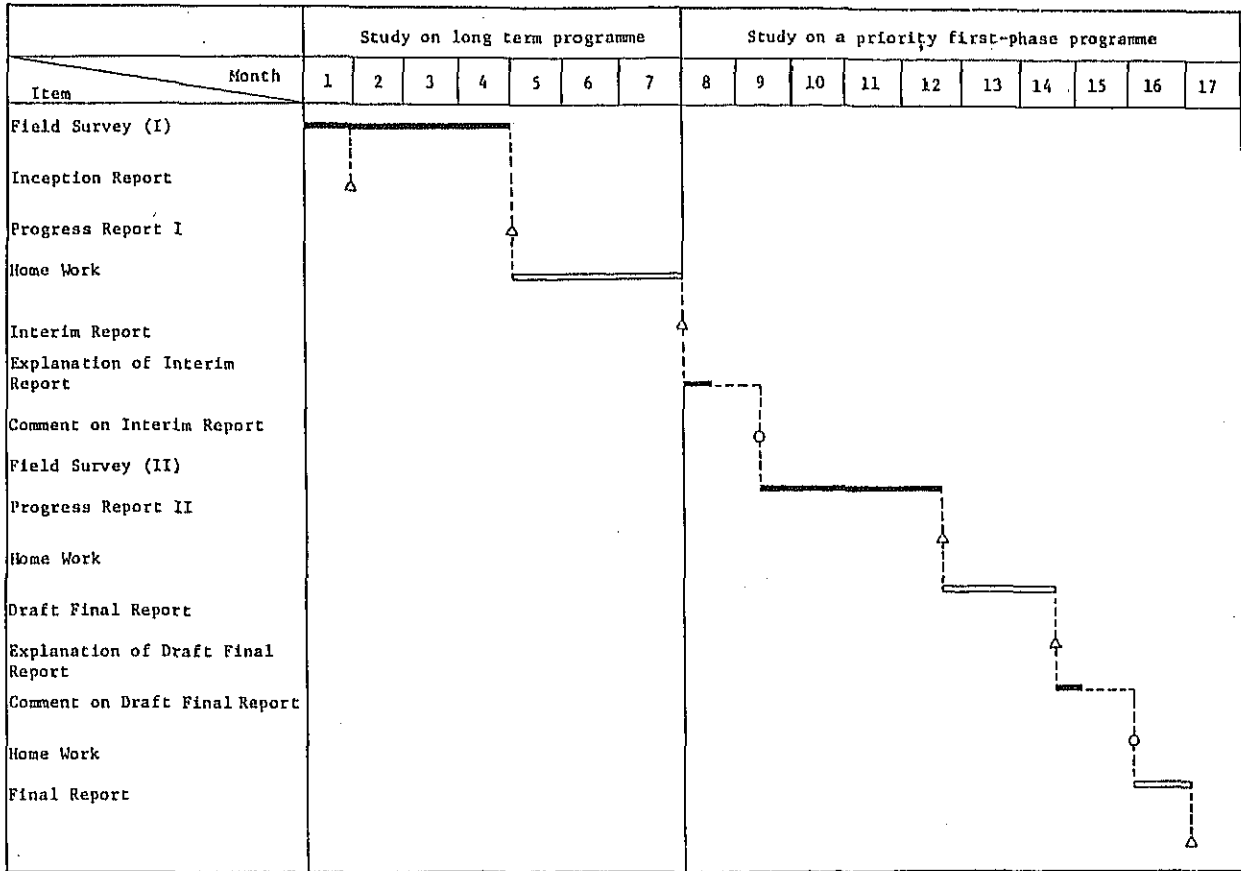 Study on long term programme
Study on a priority first-phase programme
Month
Item
1 2 3 4 5 6 7 8 9 10 11 12 13 14 15 16 17
Field Survey (I)
Inception Report
Progress Report I
Home Work
Interim Report
Explanation of Interim
Report
Comment on Interim Report
Field Survey (II)
Progress Report II
Home Work
Draft Final Report
Explanation of Draft Final
Report
Comment on Draft Final Report
Home Work
Final Report